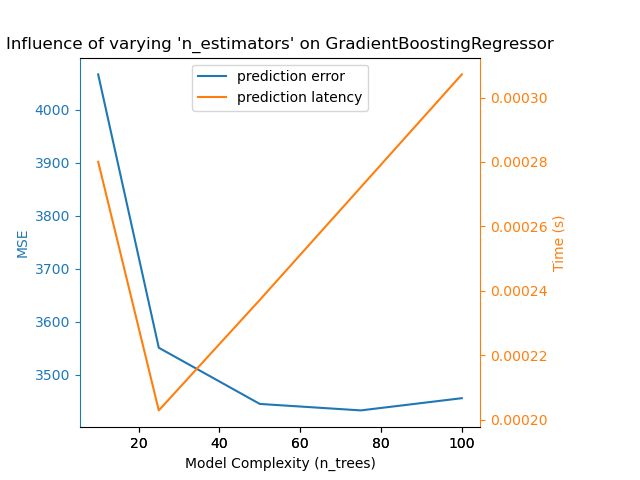 Influence of varying 'n_estimators' on GradientBoostingRegressor
prediction error
prediction latency
4000
3900
3800
3700
3600
3500
MSE
0.00030
0.00028
0.00026
0.00024
0.00022
0.00020
Time (s)
20 40 60 80 100
Model Complexity (n_trees)